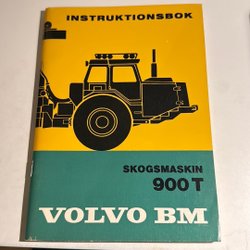 INSTRUKTIONSBOK
SKOGSMASKIN
900 T
VOLVO BM